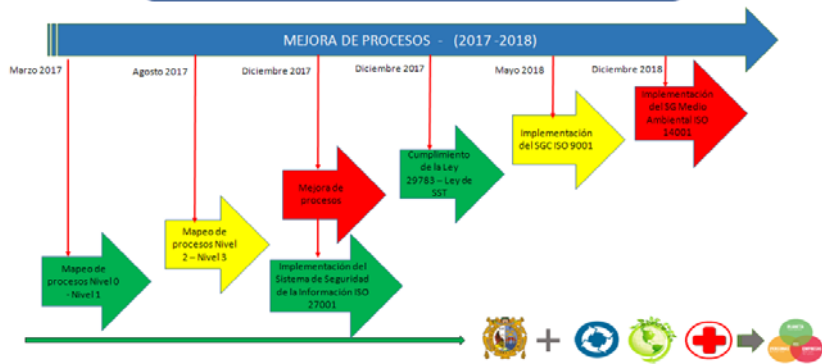 MEJORA DE PROCESOS - (2017 -2018)
Marzo 2017
Agosto 2017
Diciembre 2017
Diciembre 2017
Mayo 2018
Diciembre 2018
Implementación
del SG Medio
Ambiental ISO
14001
Implementación
del SGC ISO 9001
Cumplimiento
de la Ley
29783 – Ley de
SST
Mejora de
procesos
Mapeo de
procesos Nivel
2 – Nivel 3
Mapeo de
procesos Nivel 0
- Nivel 1
Implementación del
Sistema de Seguridad
de la Información ISO
27001